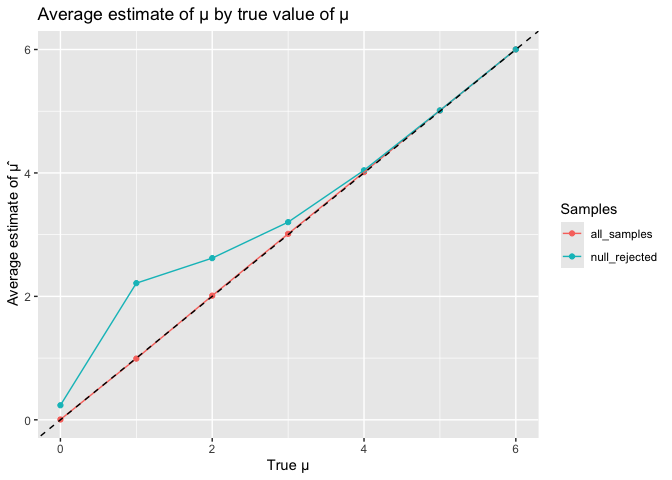 Average estimate of μ by true value of μ
6
4
2
0
0
2
4
6
Average estimate of μ̂
True μ
Samples
all_samples
null_rejected